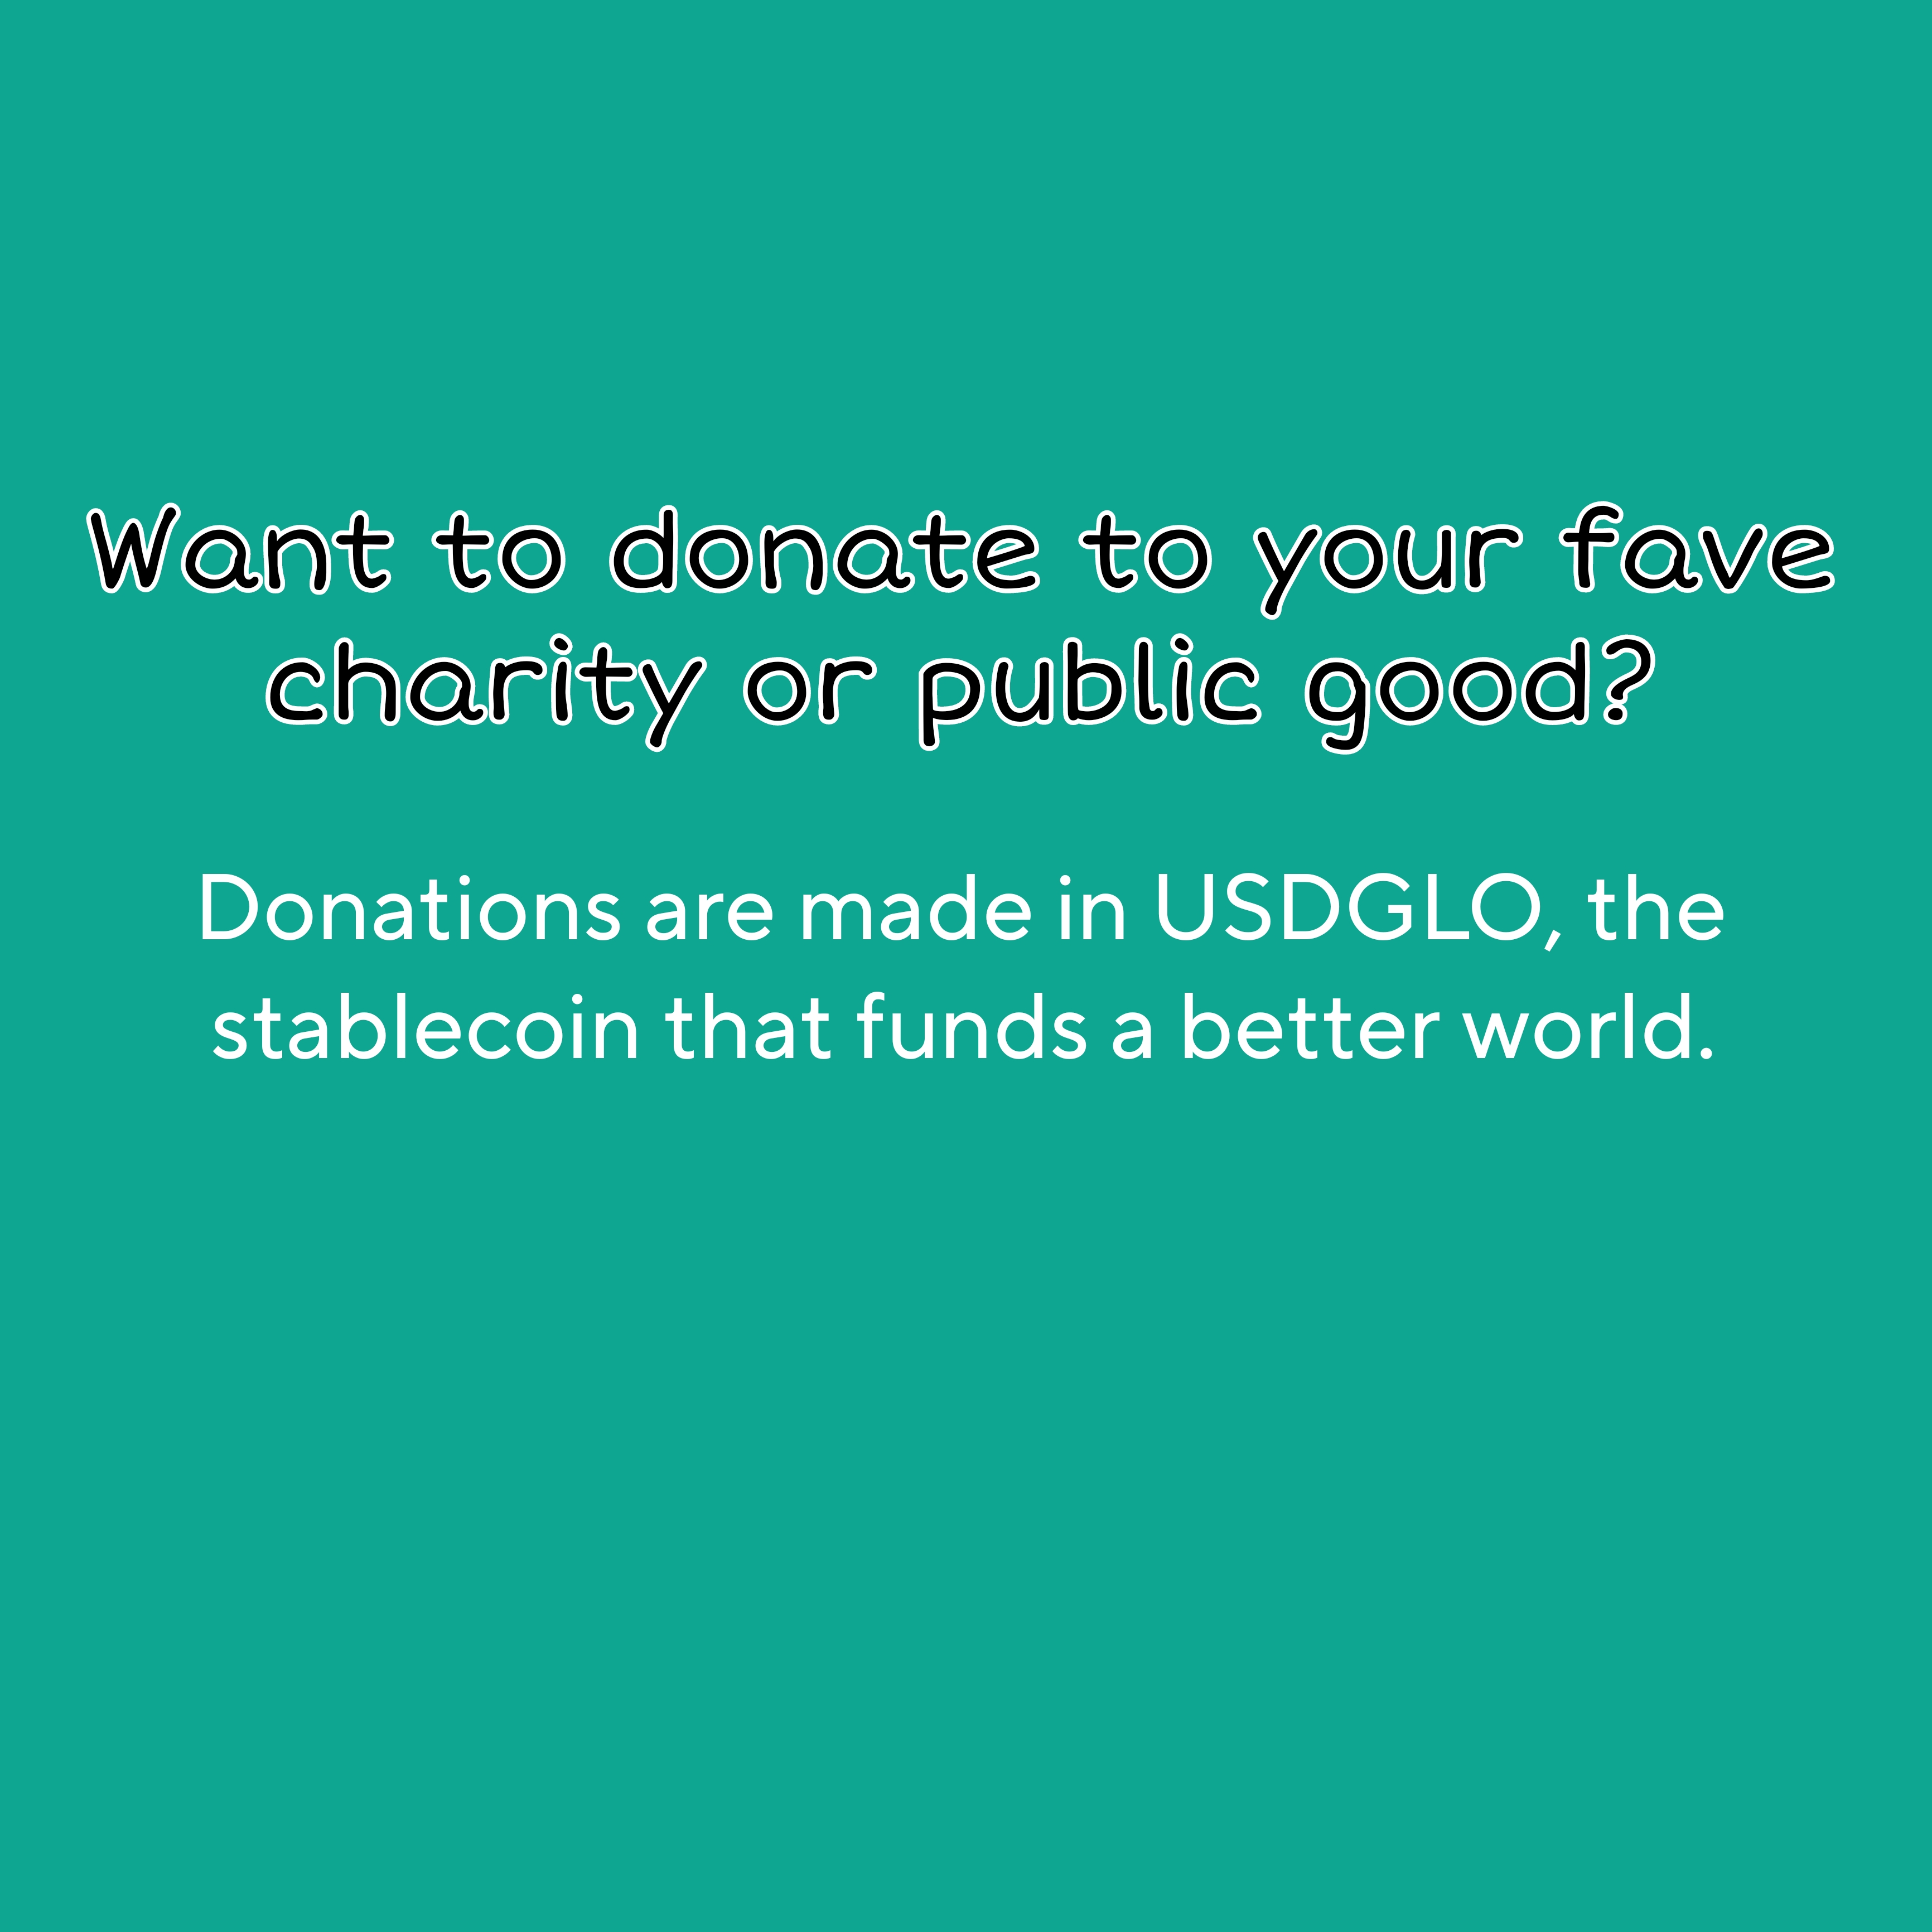 Want to donate to your fave
charity or public good?
Donations are made in USDGLO, the
stablecoin that funds a better world.